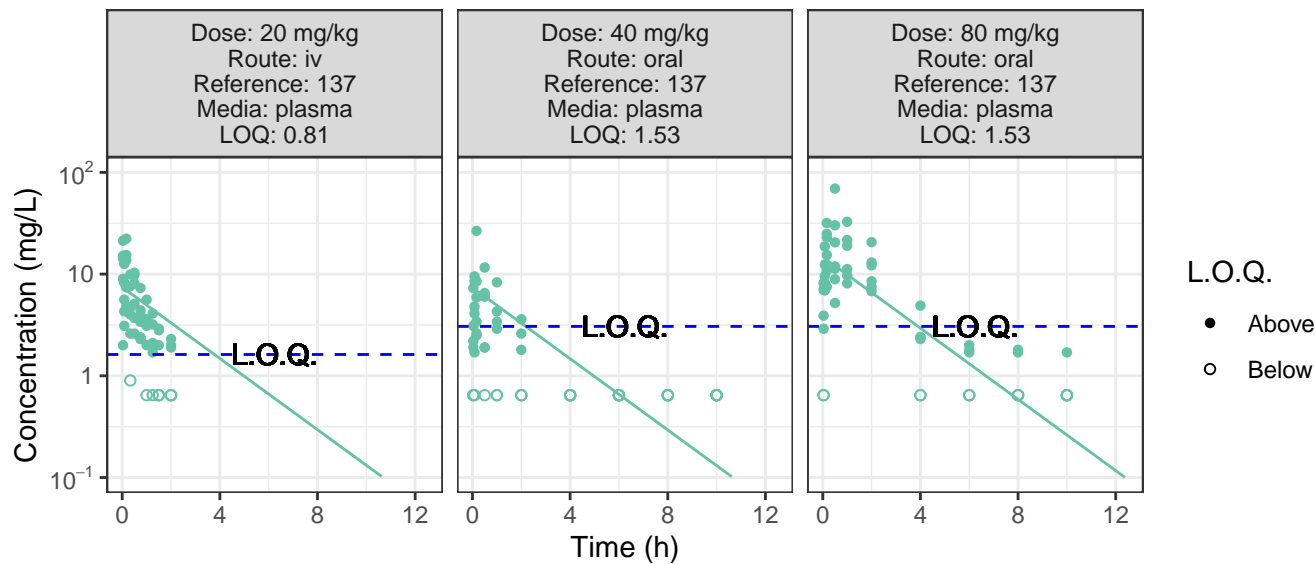 Dose: 20 mg/kg
Route: iv
Reference: 137
Media: plasma
LOQ: 0.81
Dose: 40 mg/kg
Route: oral
Reference: 137
Media: plasma
LOQ: 1.53
Dose: 80 mg/kg
Route: oral
Reference: 137
Media: plasma
LOQ: 1.53
Concentration (mg/L)
10²
10
1
10⁻¹
L.O.Q.
L.O.Q.
L.O.Q.
0 4 8 12
0 4 8 12
0 4 8 12
Time (h)
L.O.Q.
Above
Below